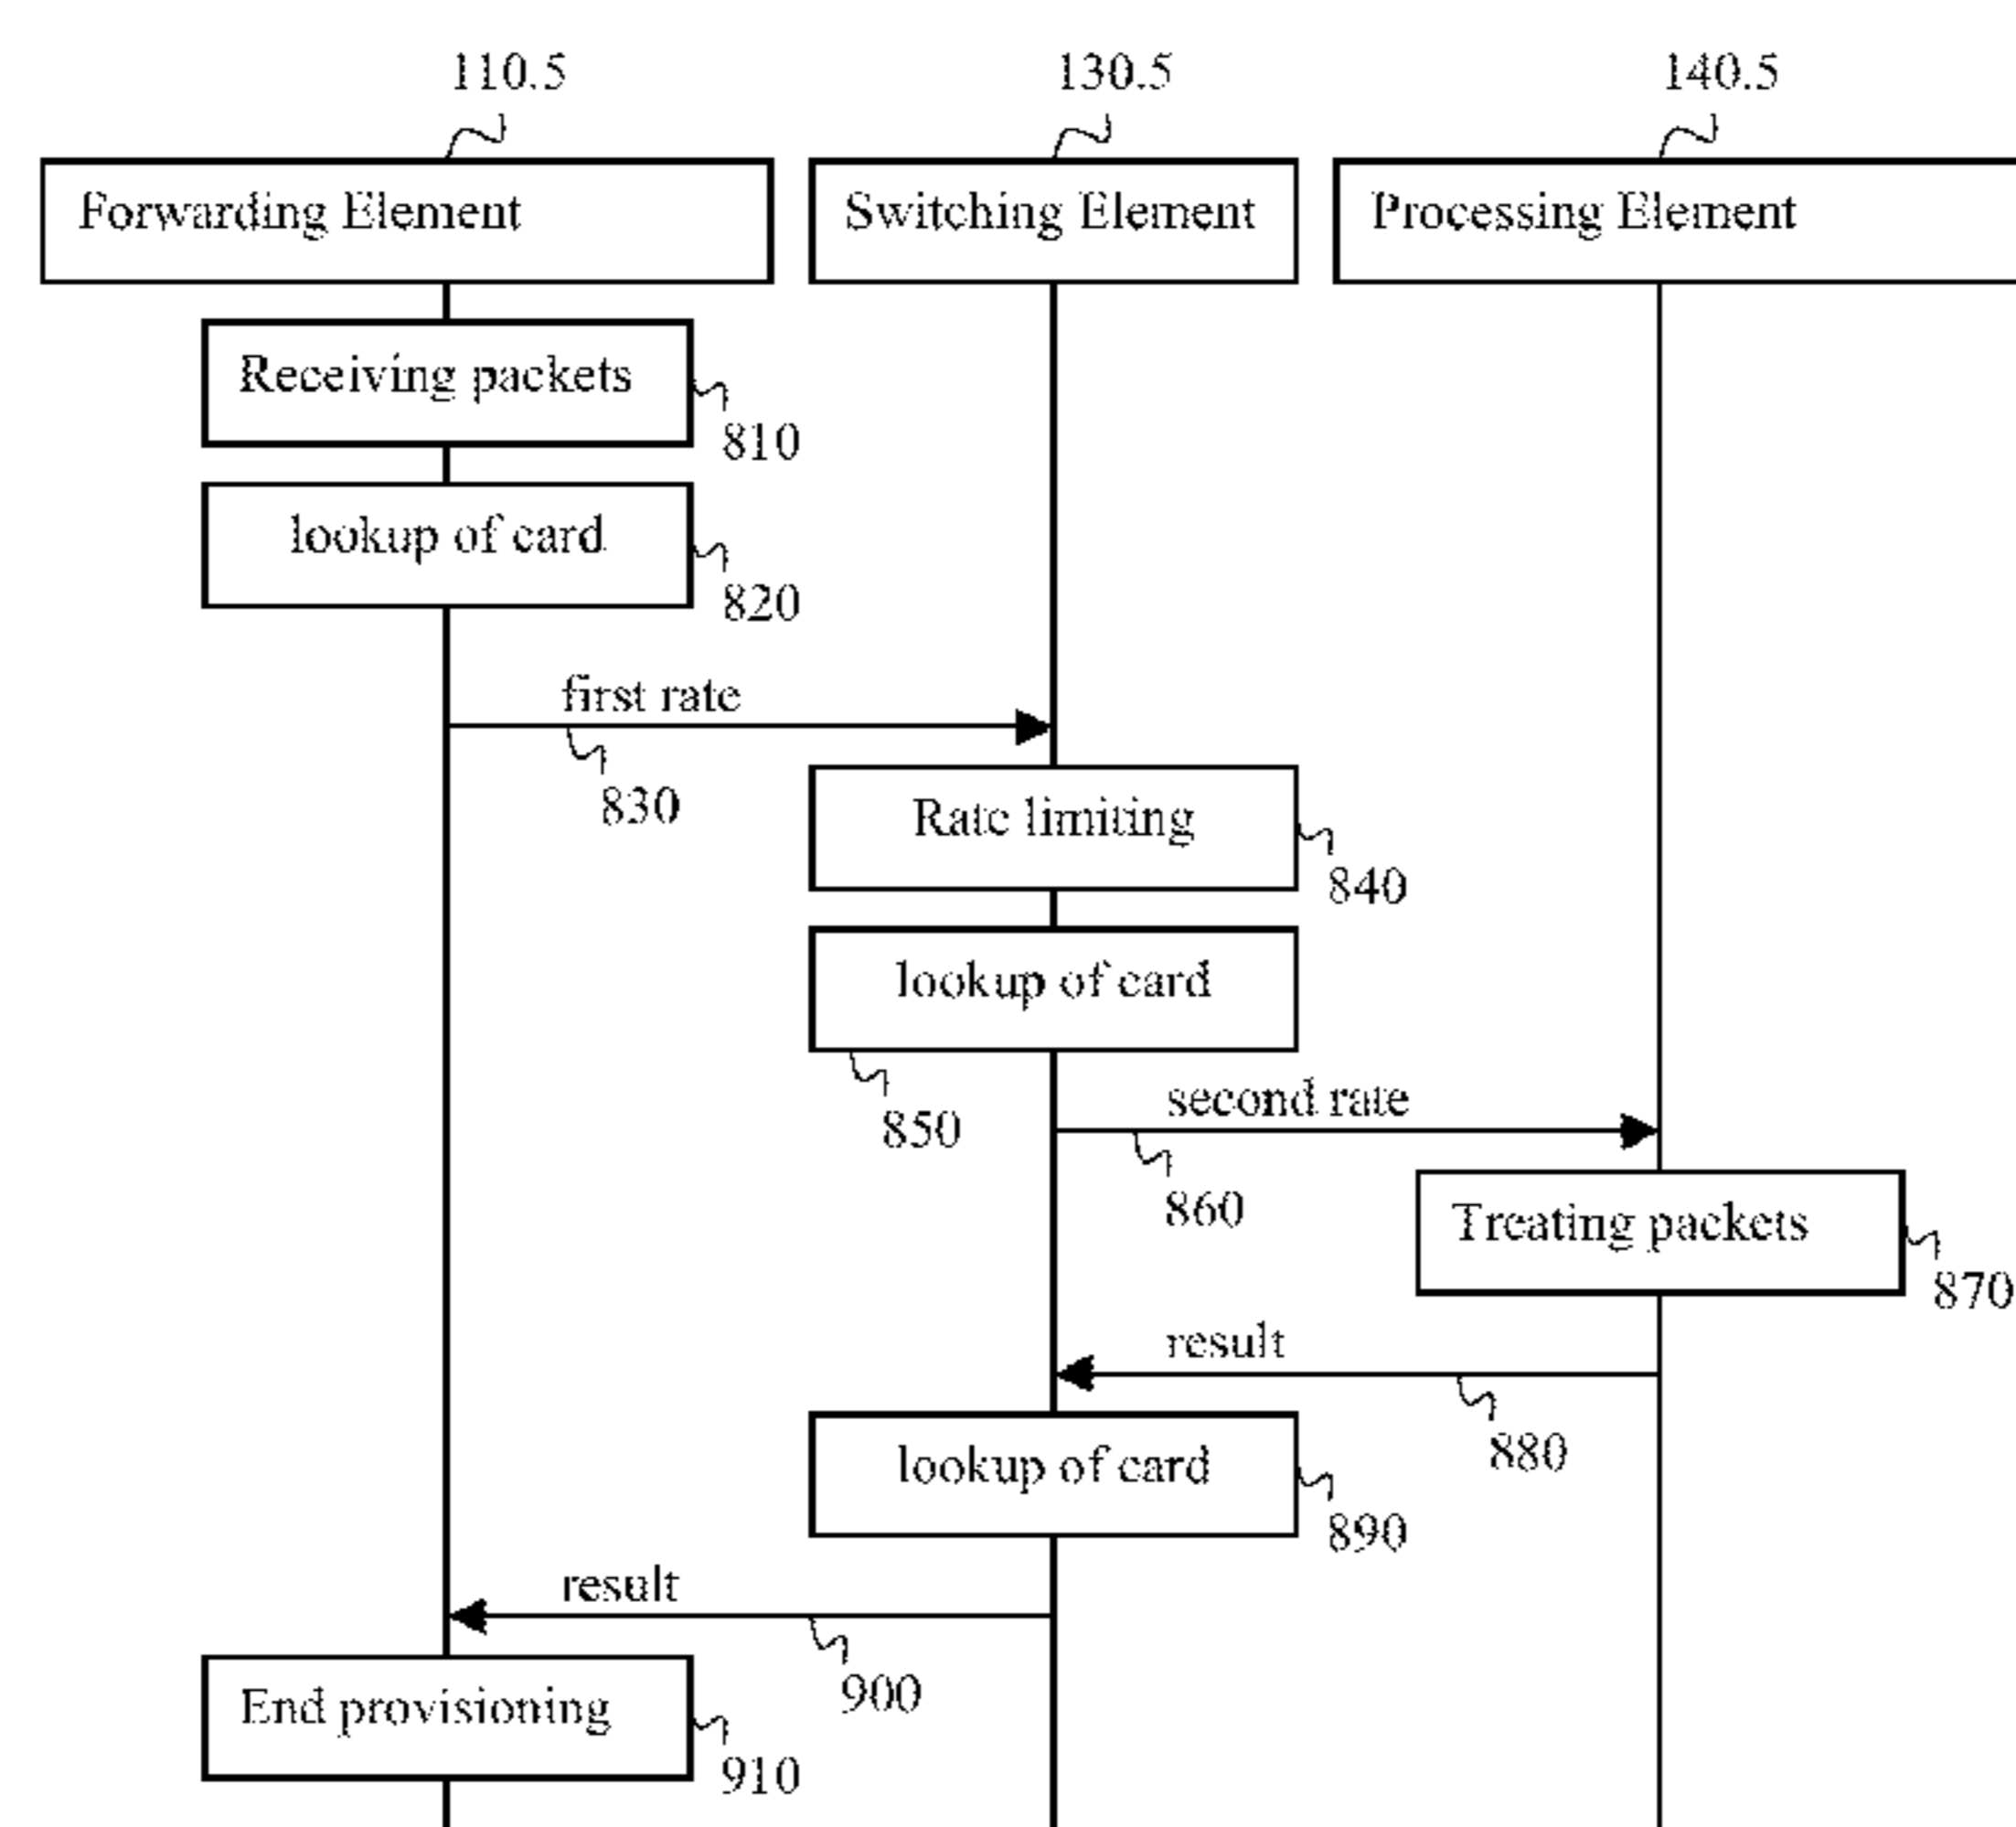 110.5
130.5
140.5
Forwarding Element
Switching Element
Processing Element
Receiving packets
810
lookup of card
820
first rate
830
Rate limiting
840
lookup of card
850
second rate
860
Treating packets
870
result
880
lookup of card
890
result
900
End provisioning
910